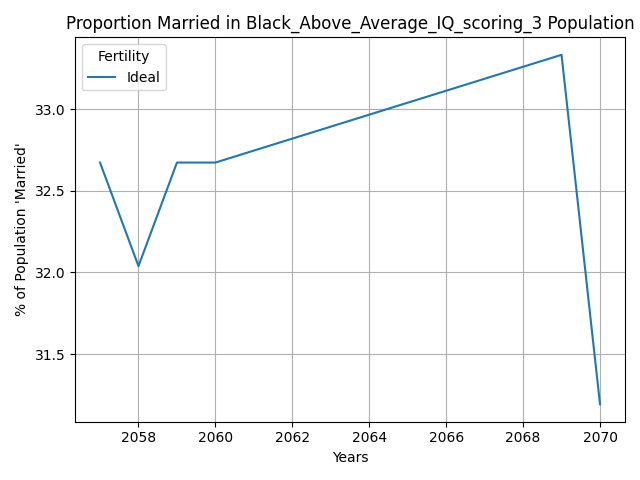 Proportion Married in Black_Above_Average_IQ_scoring_3 Population
Fertility
Ideal
% of Population 'Married'
33.0
32.5
32.0
31.5
2058 2060 2062 2064 2066 2068 2070
Years